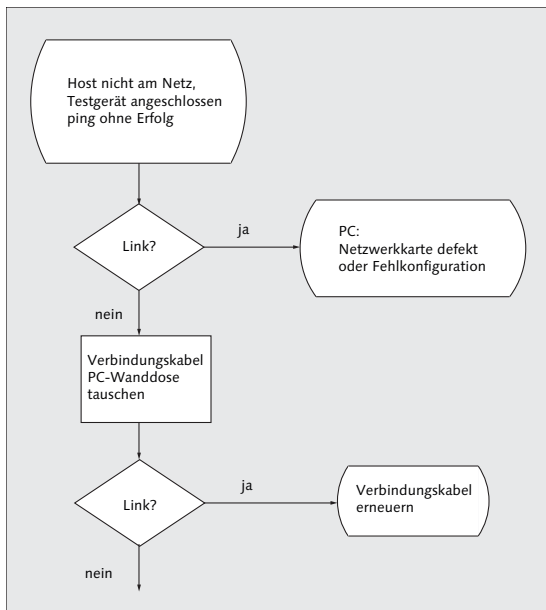 Host nicht am Netz,
Testgerät angeschlossen
ping ohne Erfolg
Link?
ja
PC:
Netzwerkkarte defekt
oder Fehlkonfiguration
nein
Verbindungskabel
PC-Wanddose
tauschen
Link?
ja
Verbindungskabel
erneuern
nein